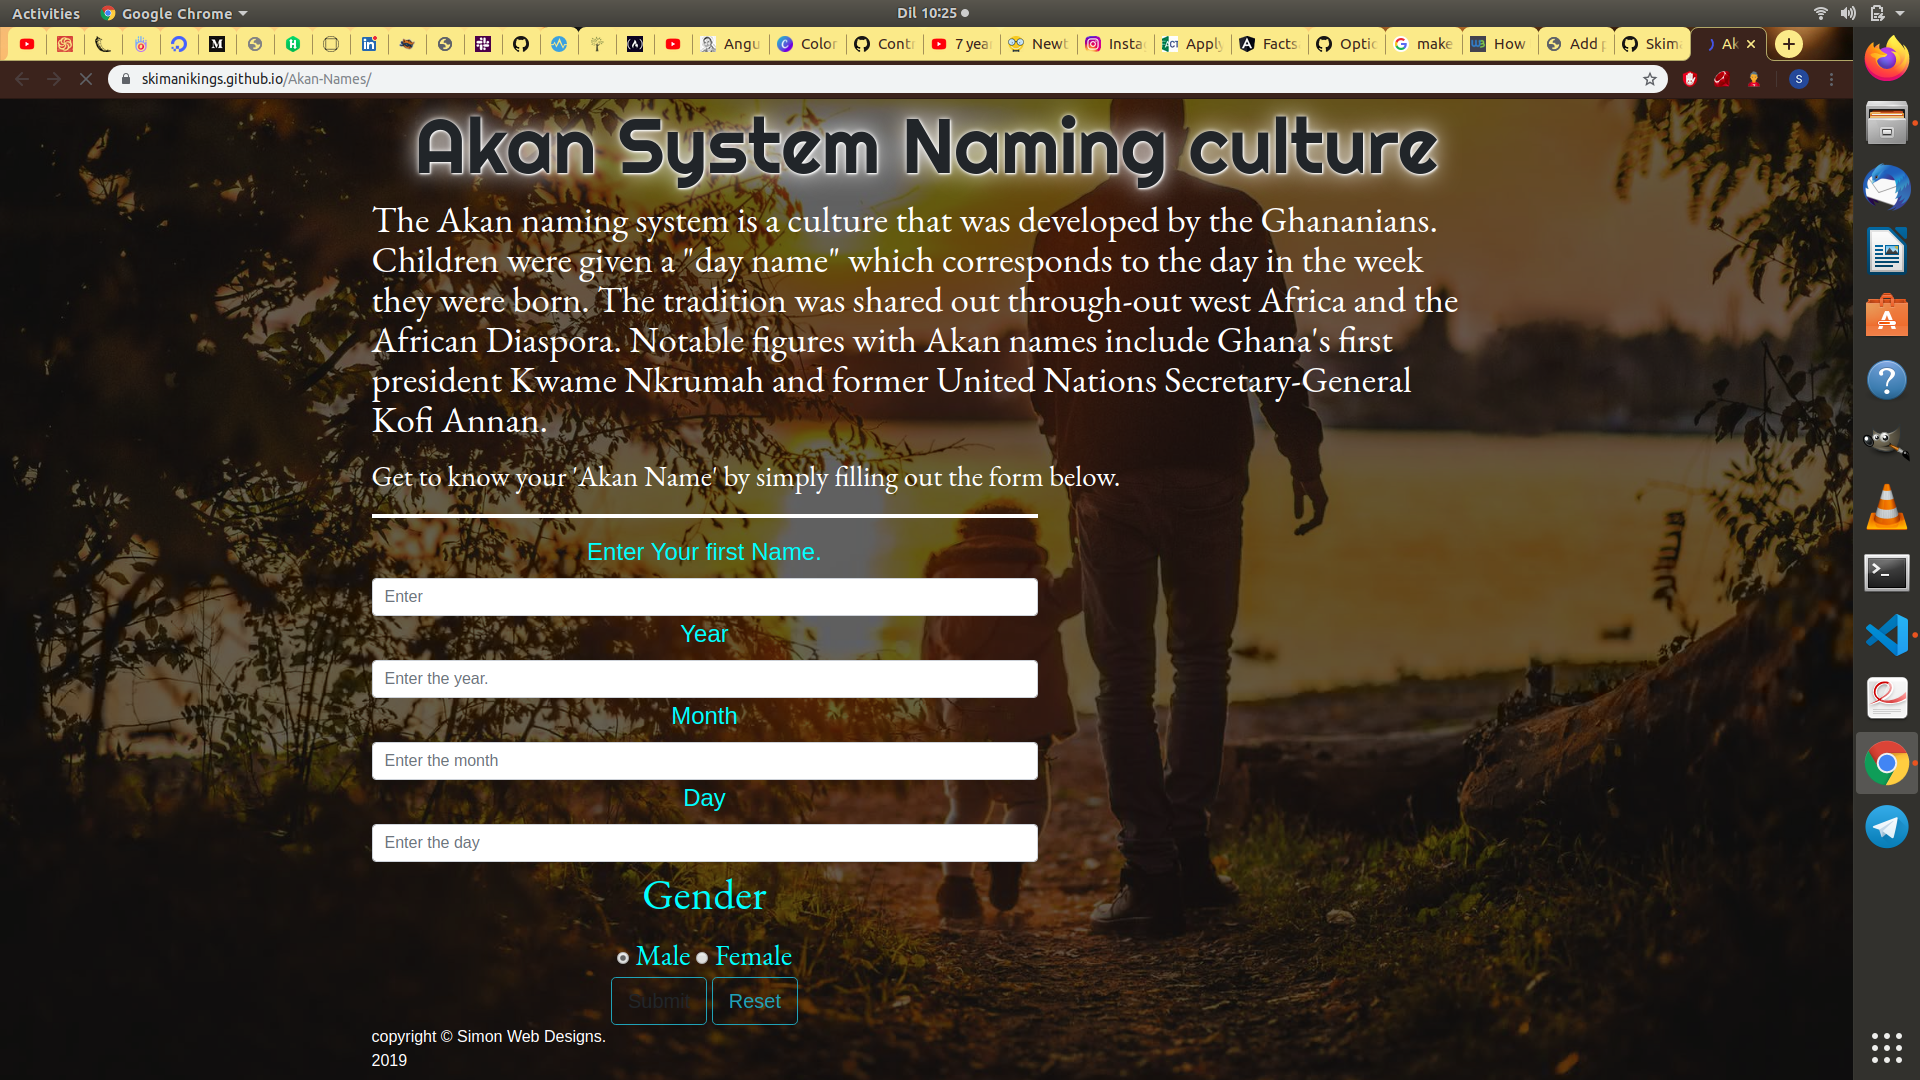 Activities
Google Chrome
Dil 10:25
Angu
Color
Contr
7 year
Newt
Insta
Apply
Facts
Optic
make
How
Add p
Skima
Ak
skimanikings.github.io/Akan-Names/
S
Akan System Naming culture
The Akan naming system is a culture that was developed by the Ghananians.
Children were given a "day name" which corresponds to the day in the week
they were born. The tradition was shared out through-out west Africa and the
African Diaspora. Notable figures with Akan names include Ghana's first
president Kwame Nkrumah and former United Nations Secretary-General
Kofi Annan.
Get to know your 'Akan Name' by simply filling out the form below.
Enter Your first Name.
Enter
Year
Enter the year.
Month
Enter the month
Day
Enter the day
Gender
Male Female
Submit Reset
copyright © Simon Web Designs.
2019